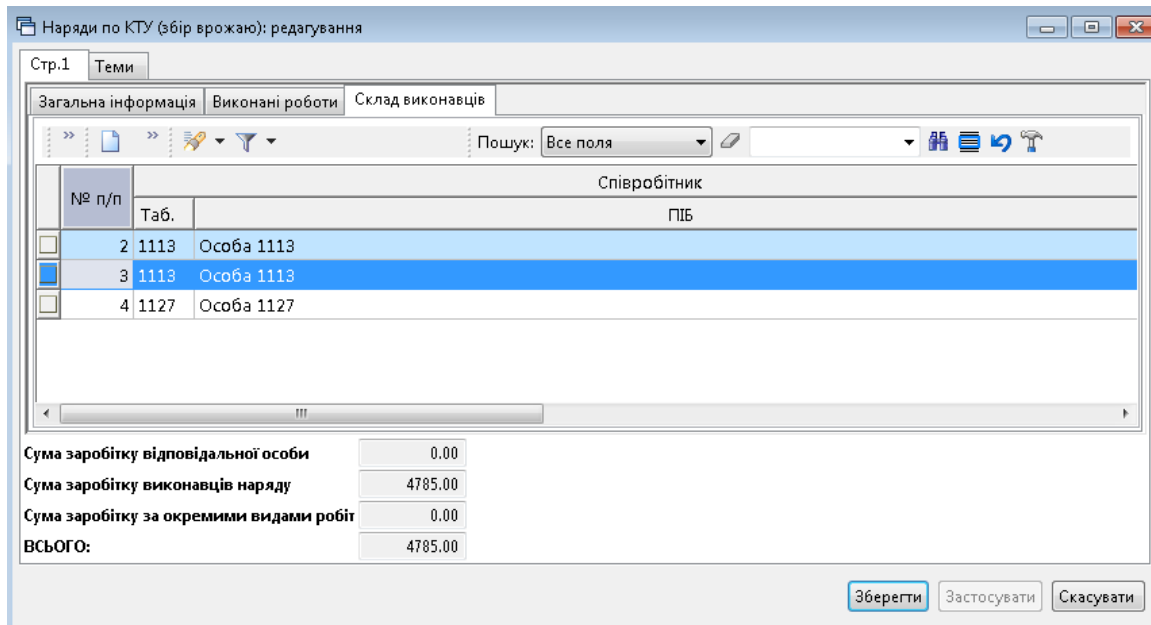 Наряди по КТУ (збір врожаю): редагування
Стр.1 Теми
Загальна інформація Виконані роботи Склад виконавців
Пошук: Все поля
№ п/п Співробітник
Таб. ПІБ
2 1113 Особа 1113
3 1113 Особа 1113
4 1127 Особа 1127
Сума заробітку відповідальної особи 0.00
Сума заробітку виконавців наряду 4785.00
Сума заробітку за окремими видами робіт 0.00
ВСЬОГО: 4785.00
Зберегти Застосувати Скасувати